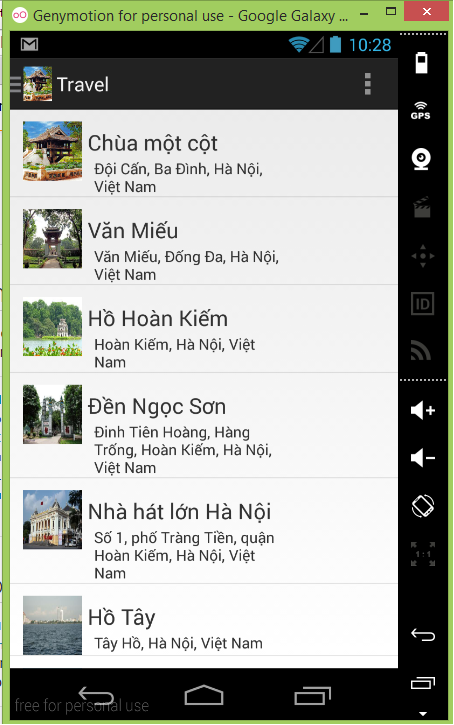 Genymotion for personal use - Google Galaxy ...
10:28
Travel
GPS
Chùa một cột
Đội Cấn, Ba Đình, Hà Nội,
Việt Nam
Văn Miếu
Văn Miếu, Đống Đa, Hà Nội,
Việt Nam
ID
Hồ Hoàn Kiếm
Hoàn Kiếm, Hà Nội, Việt
Nam
Đền Ngọc Sơn
Đinh Tiên Hoàng, Hàng
Trống, Hoàn Kiếm, Hà Nội,
Việt Nam
Nhà hát lớn Hà Nội
Số 1, phố Tràng Tiền, quận
Hoàn Kiếm, Hà Nội, Việt
Nam
1:1
Hồ Tây
Tây Hồ, Hà Nội, Việt Nam
free for personal use